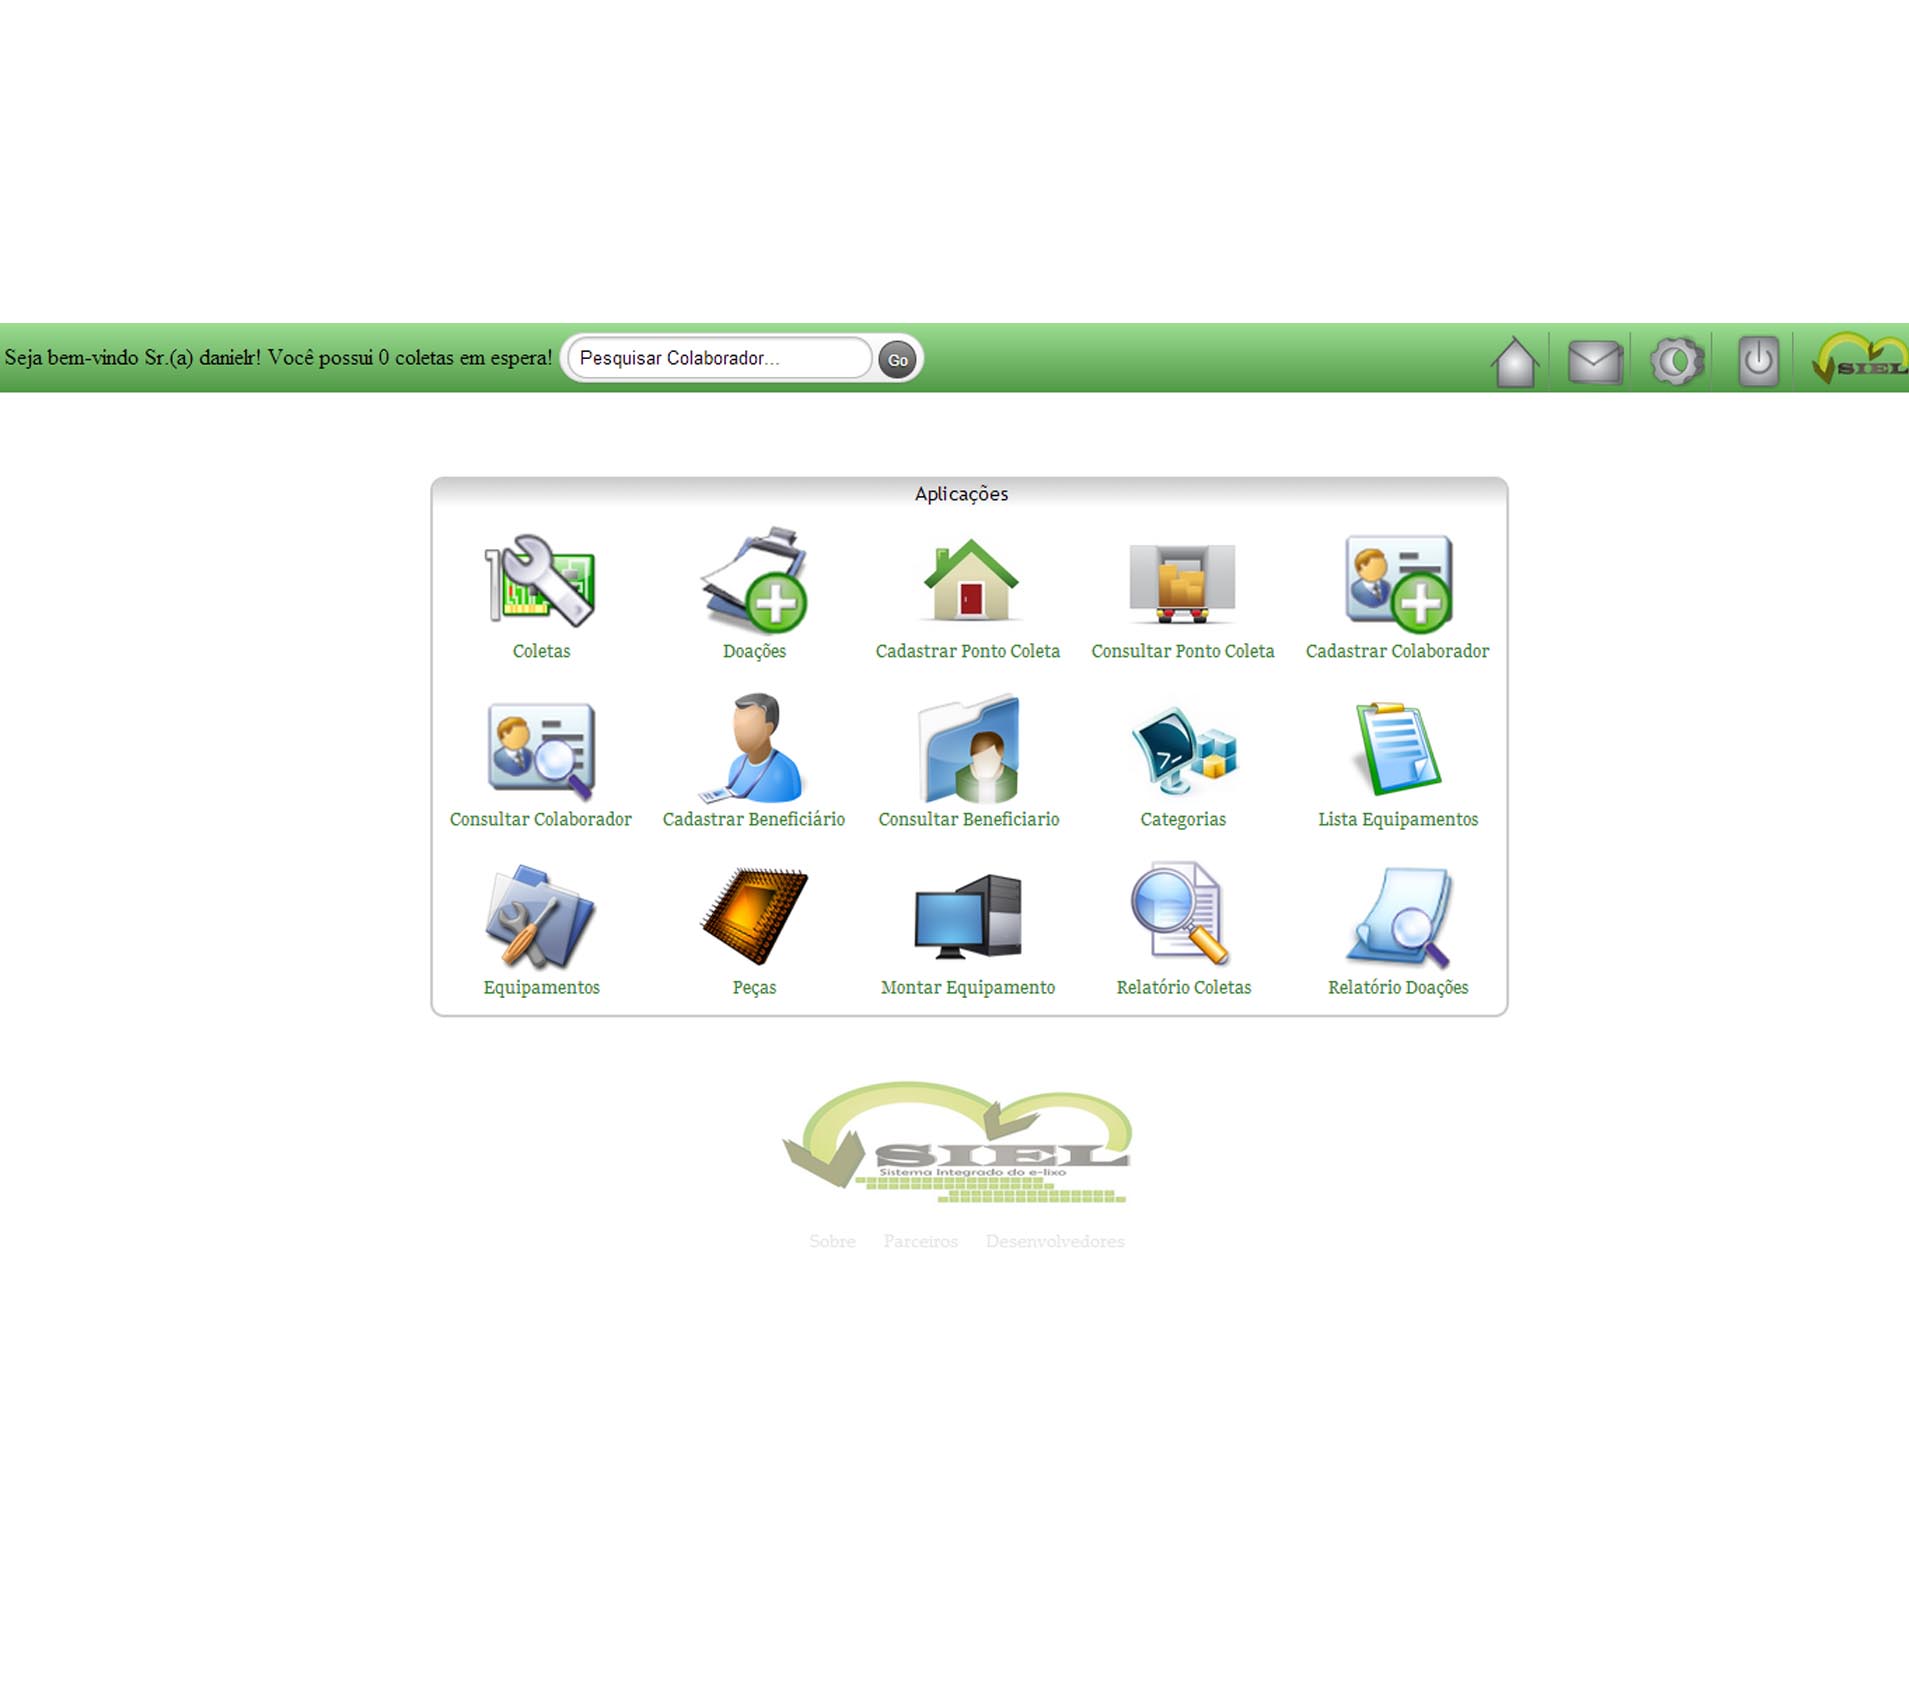 Seja bem-vindo Sr.(a) danielr! Você possui 0 coletas em espera! Pesquisar Colaborador... Go SIEL
Aplicações
Coletas Doações Cadastrar Ponto Coleta Consultar Ponto Coleta Cadastrar Colaborador
Consultar Colaborador Cadastrar Beneficiário Consultar Beneficiario Categorias Lista Equipamentos
Equipamentos Peças Montar Equipamento Relatório Coletas Relatório Doações
SIEL
Sistema Integrado do e-lixo
Sobre Parceiros Desenvolvedores